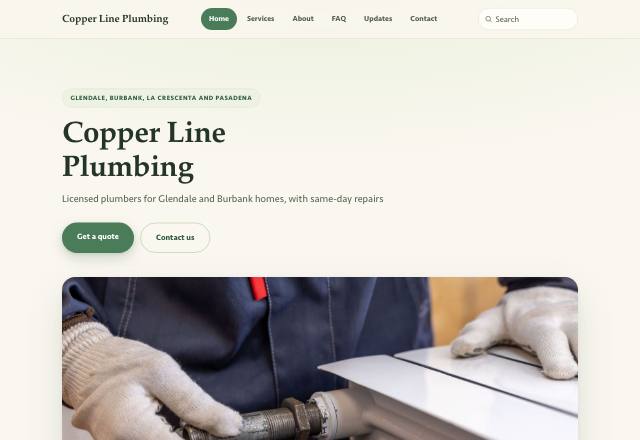 Copper Line Plumbing
Home
Services
About
FAQ
Updates
Contact
Search
GLENDALE, BURBANK, LA CRESCENTA AND PASADENA
Copper Line
Plumbing
Licensed plumbers for Glendale and Burbank homes, with same-day repairs
Get a quote
Contact us